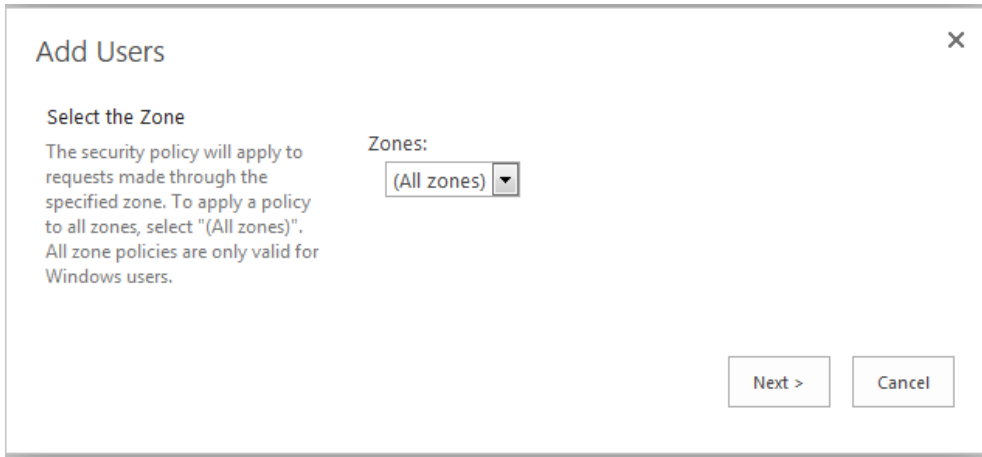 Add Users
Select the Zone
The security policy will apply to
requests made through the
specified zone. To apply a policy
to all zones, select "(All zones)".
All zone policies are only valid for
Windows users.
Zones:
(All zones)
Next >
Cancel